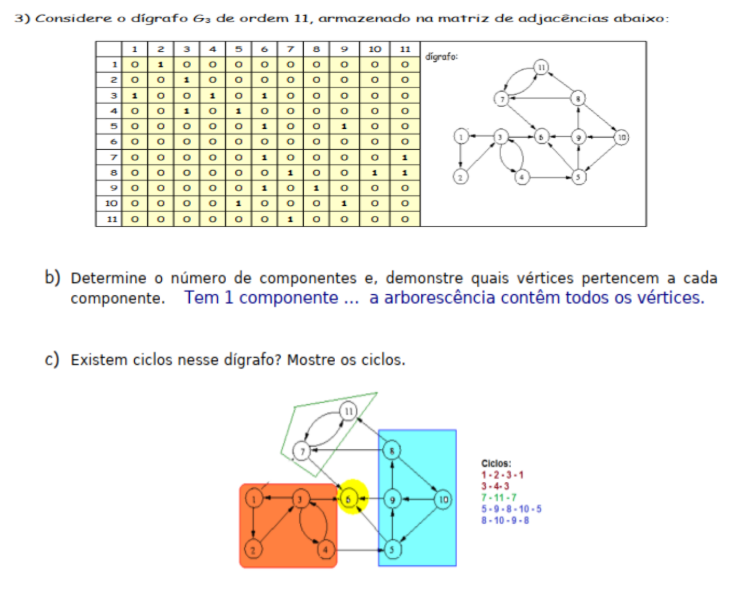 3) Considere o dígrafo G₃ de ordem 11, armazenado na matriz de adjacências abaixo:
1 2 3 4 5 6 7 8 9 10 11
1 0 1 0 0 0 0 0 0 0 0 0
2 0 0 1 0 0 0 0 0 0 0 0
3 1 0 0 1 0 1 0 0 0 0 0
4 0 0 1 0 1 0 0 0 0 0 0
5 0 0 0 0 0 1 0 0 1 0 0
6 0 0 0 0 0 0 0 0 0 0 0
7 0 0 0 0 0 1 0 0 0 0 1
8 0 0 0 0 0 0 1 0 0 1 1
9 0 0 0 0 0 1 0 1 0 0 0
10 0 0 0 0 1 0 0 0 1 0 0
11 0 0 0 0 0 0 1 0 0 0 0
dígrafo:
11
7 8
1 3 6 9 10
2 4 5
b) Determine o número de componentes e, demonstre quais vértices pertencem a cada
componente. Tem 1 componente ... a arborescência contêm todos os vértices.
c) Existem ciclos nesse dígrafo? Mostre os ciclos.
11
7 8
1 3 6 9 10
2 4 5
Ciclos:
1 - 2 - 3 - 1
3 - 4 - 3
7 - 11 - 7
5 - 9 - 8 - 10 - 5
8 - 10 - 9 - 8